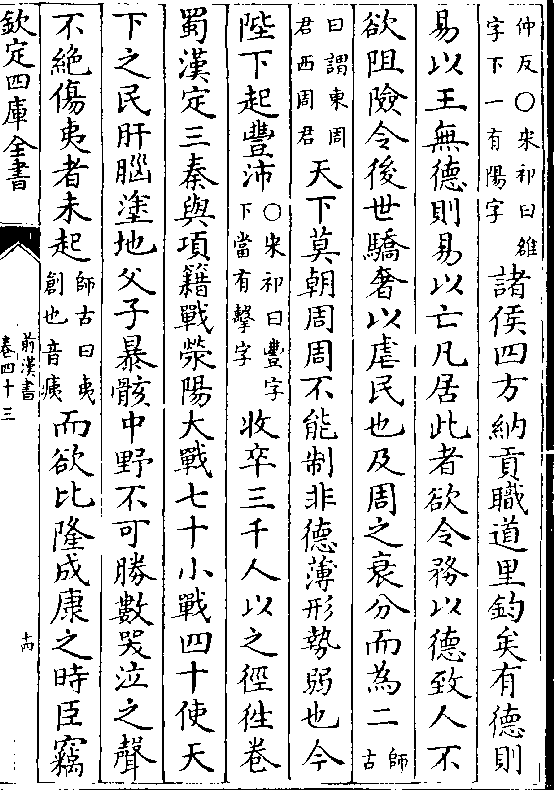 仲反○宋祁曰雒
字下一有陽字
諸侯四方納貢職道里鈞矣有德則
易以王無德則易以亡凡居此者欲令務以德致人不
欲阻險令後世驕奢以虐民也及周之衰分而為二
師
古
曰謂東周
君西周君
天下莫朝周周不能制非德薄形勢弱也今
陛下起豐沛
○宋祁曰豐字
下當有擊字
收卒三千人以之徑徃卷
蜀漢定三秦與項籍戰滎陽大戰七十小戰四十使天
下之民肝腦塗地父子暴骸中野不可勝數哭泣之聲
不絶傷夷者未起
師古曰夷
創也音痍
而欲比隆成康之時臣竊
欽定四庫全書
前漢書
卷四十三
十四